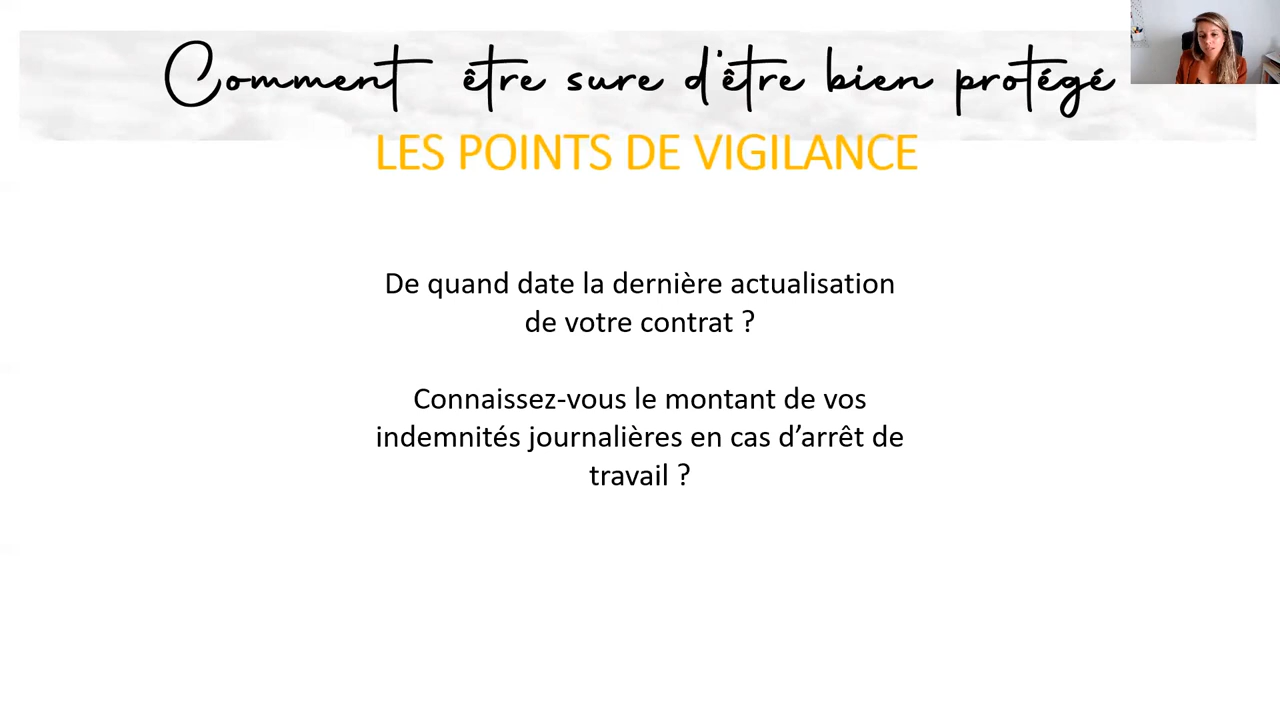 Comment être sure d'être bien protégé
LES POINTS DE VIGILANCE
De quand date la dernière actualisation
de votre contrat ?
Connaissez-vous le montant de vos
indemnités journalières en cas d’arrêt de
travail ?